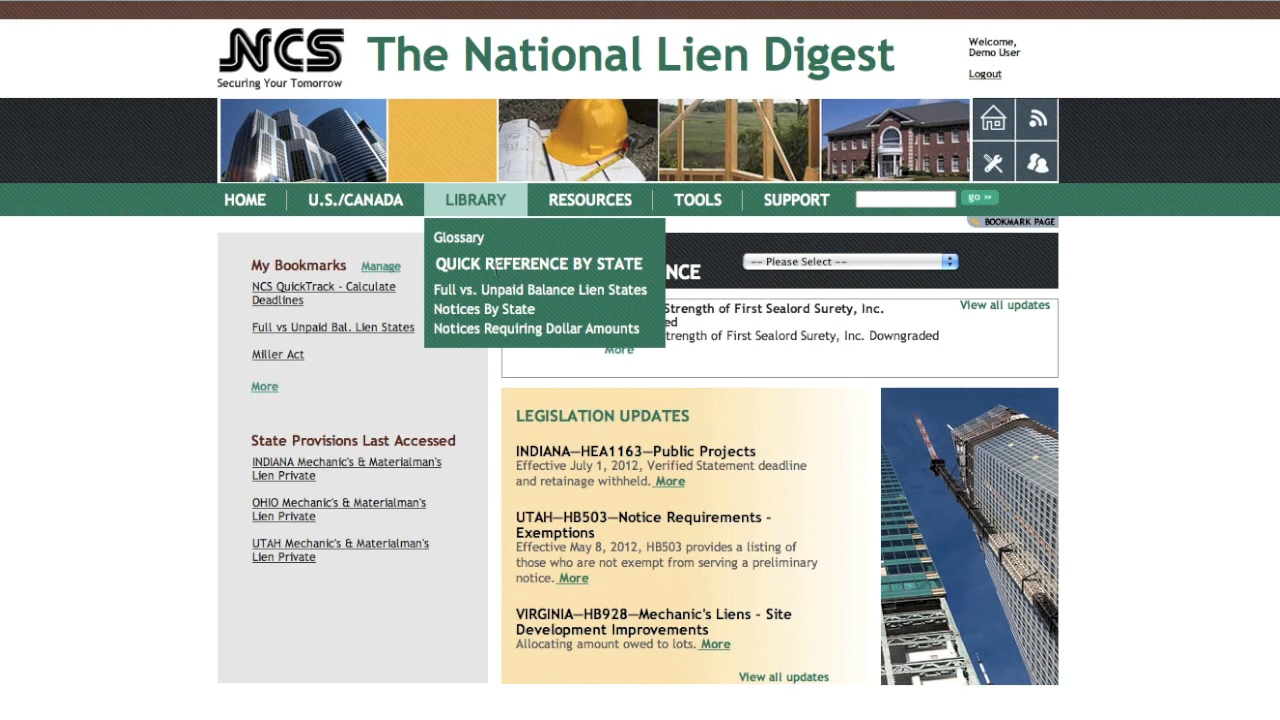 NCS
Securing Your Tomorrow
The National Lien Digest
Welcome,
Demo User
Logout
HOME
U.S./CANADA
LIBRARY
RESOURCES
TOOLS
SUPPORT
go »
BOOKMARK PAGE
Glossary
QUICK REFERENCE BY STATE
Full vs. Unpaid Balance Lien States
Notices By State
Notices Requiring Dollar Amounts
My Bookmarks Manage
NCS QuickTrack - Calculate
Deadlines
Full vs Unpaid Bal. Lien States
Miller Act
More
State Provisions Last Accessed
INDIANA Mechanic's & Materialman's
Lien Private
OHIO Mechanic's & Materialman's
Lien Private
UTAH Mechanic's & Materialman's
Lien Private
NCE
-- Please Select --
Strength of First Sealord Surety, Inc.
ed
trength of First Sealord Surety, Inc. Downgraded
More
View all updates
LEGISLATION UPDATES
INDIANA—HEA1163—Public Projects
Effective July 1, 2012, Verified Statement deadline
and retainage withheld. More
UTAH—HB503—Notice Requirements -
Exemptions
Effective May 8, 2012, HB503 provides a listing of
those who are not exempt from serving a preliminary
notice. More
VIRGINIA—HB928—Mechanic's Liens - Site
Development Improvements
Allocating amount owed to lots. More
View all updates